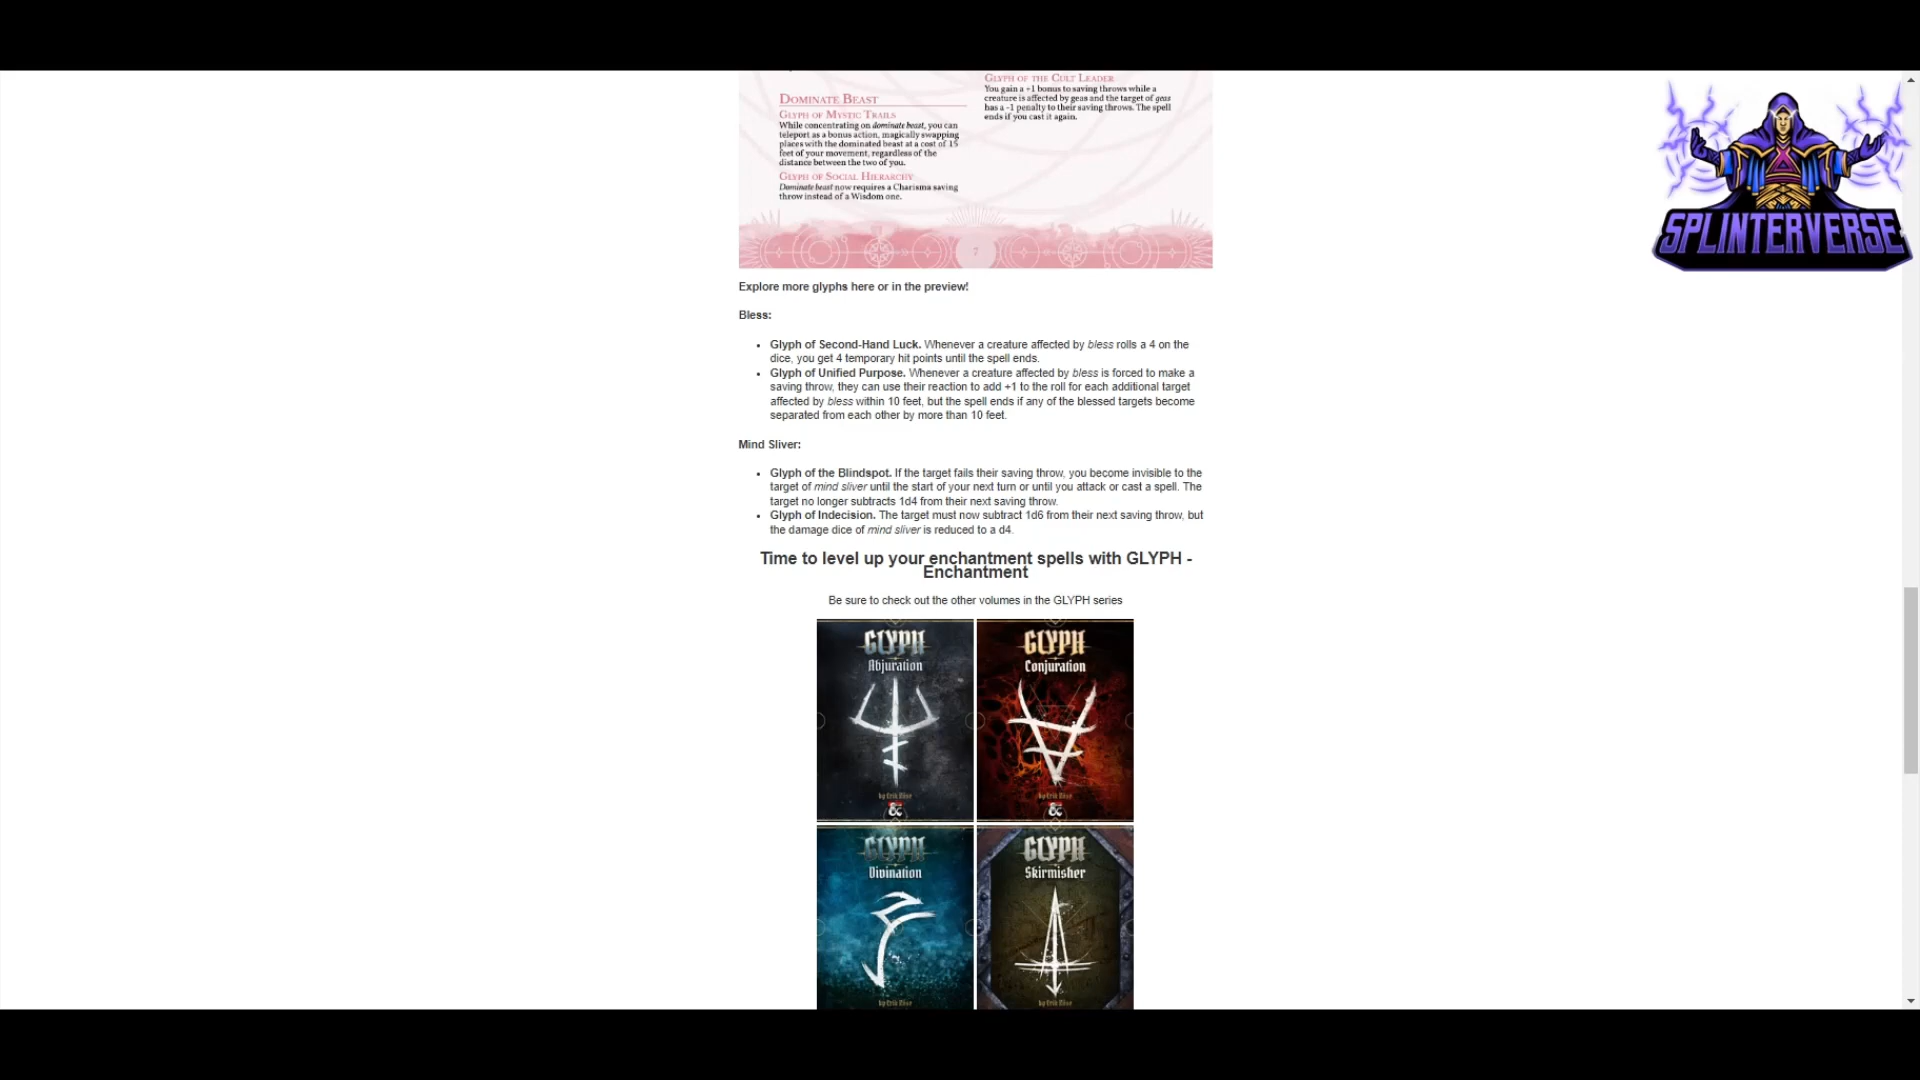 DOMINATE BEAST
GLYPH OF MYSTIC TRAILS
While concentrating on dominate beast, you can
teleport as a bonus action, magically swapping
places with the dominated beast at a cost of 15
feet of your movement, regardless of the
distance between the two of you.
GLYPH OF SOCIAL HIERARCHY
Dominate beast now requires a Charisma saving
throw instead of a Wisdom one.
GLYPH OF THE CULT LEADER
You gain a +1 bonus to saving throws while a
creature is affected by geas and the target of geas
has a -1 penalty to their saving throws. The spell
ends if you cast it again.
7
SPLINTERVERSE
Explore more glyphs here or in the preview!
Bless:
• Glyph of Second-Hand Luck. Whenever a creature affected by bless rolls a 4 on the
dice, you get 4 temporary hit points until the spell ends.
• Glyph of Unified Purpose. Whenever a creature affected by bless is forced to make a
saving throw, they can use their reaction to add +1 to the roll for each additional target
affected by bless within 10 feet, but the spell ends if any of the blessed targets become
separated from each other by more than 10 feet.
Mind Sliver:
• Glyph of the Blindspot. If the target fails their saving throw, you become invisible to the
target of mind sliver until the start of your next turn or until you attack or cast a spell. The
target no longer subtracts 1d4 from their next saving throw.
• Glyph of Indecision. The target must now subtract 1d6 from their next saving throw, but
the damage dice of mind sliver is reduced to a d4.
Time to level up your enchantment spells with GLYPH -
Enchantment
Be sure to check out the other volumes in the GLYPH series
GLYPH
Abjuration
&
GLYPH
Conjuration
&
GLYPH
Divination
GLYPH
Skirmisher